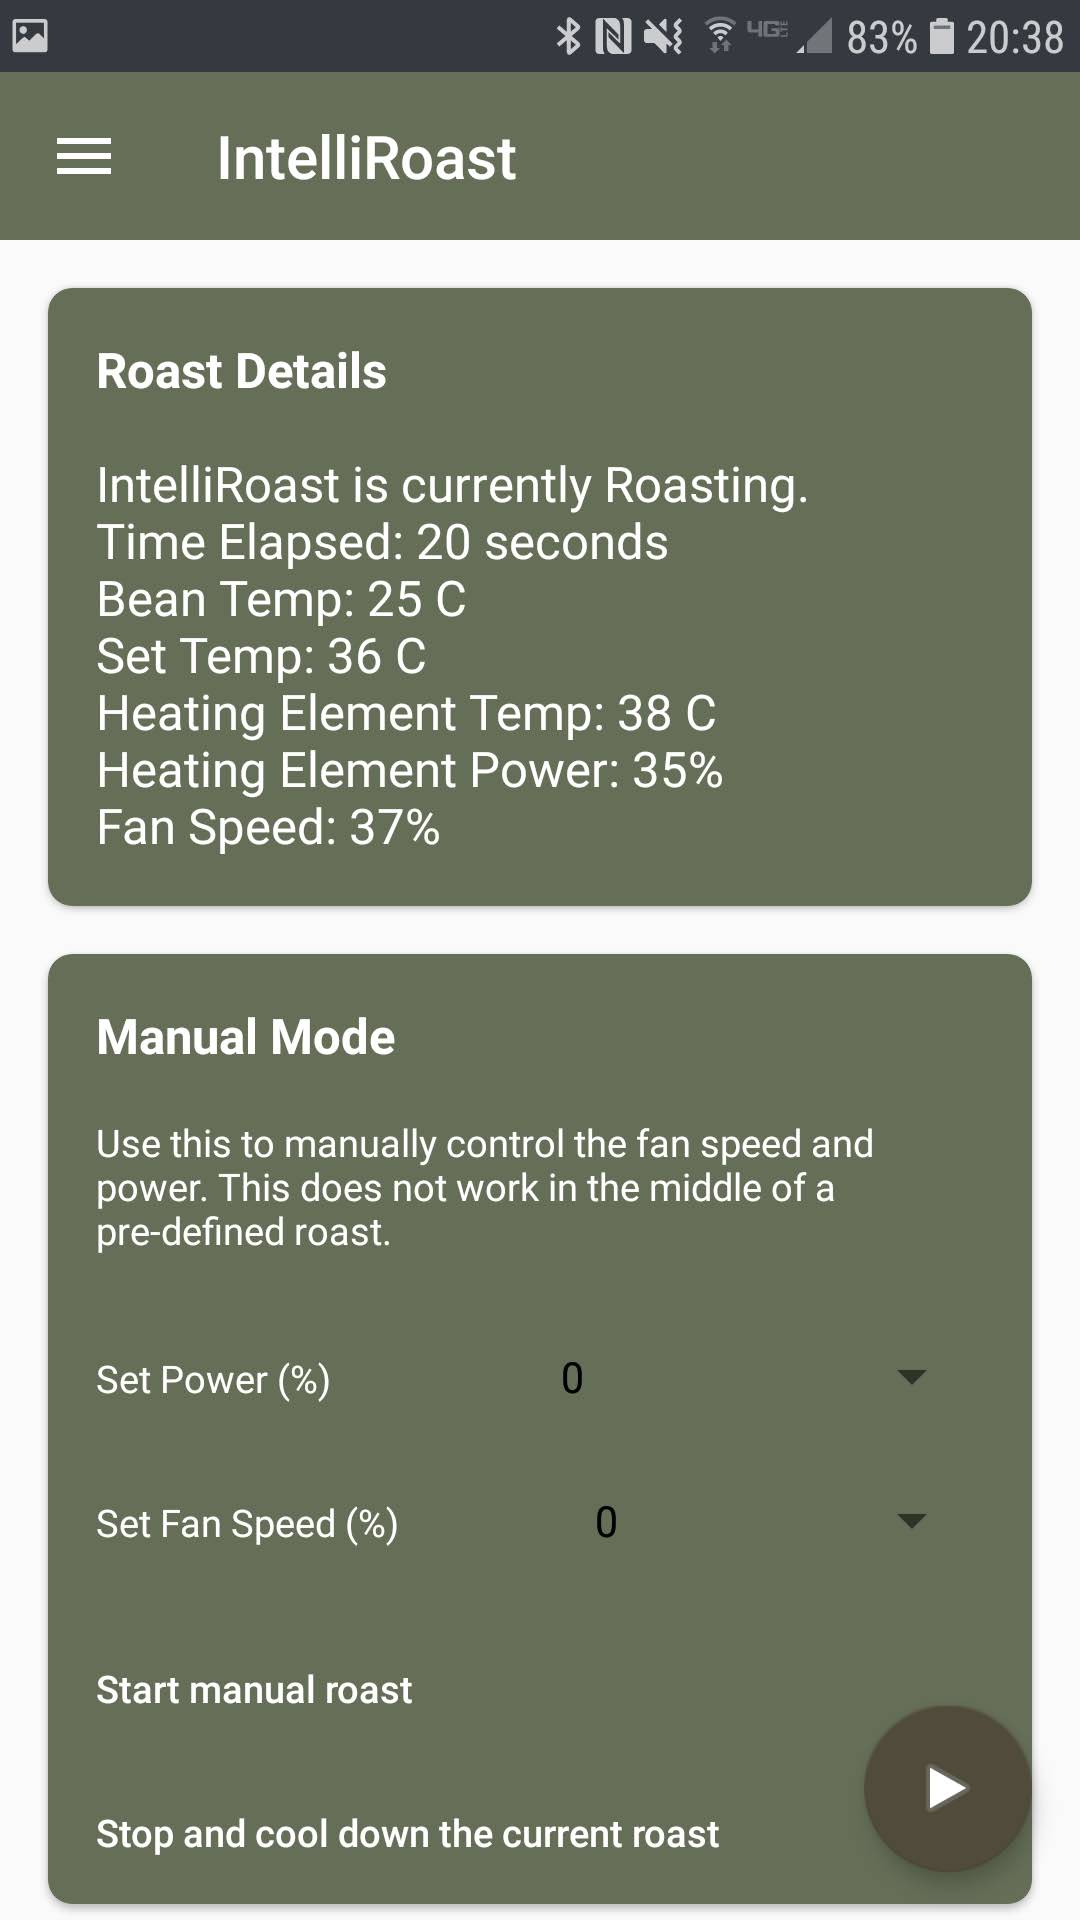 83% 20:38
IntelliRoast
Roast Details
IntelliRoast is currently Roasting.
Time Elapsed: 20 seconds
Bean Temp: 25 C
Set Temp: 36 C
Heating Element Temp: 38 C
Heating Element Power: 35%
Fan Speed: 37%
Manual Mode
Use this to manually control the fan speed and
power. This does not work in the middle of a
pre-defined roast.
Set Power (%) 0
Set Fan Speed (%) 0
Start manual roast
Stop and cool down the current roast